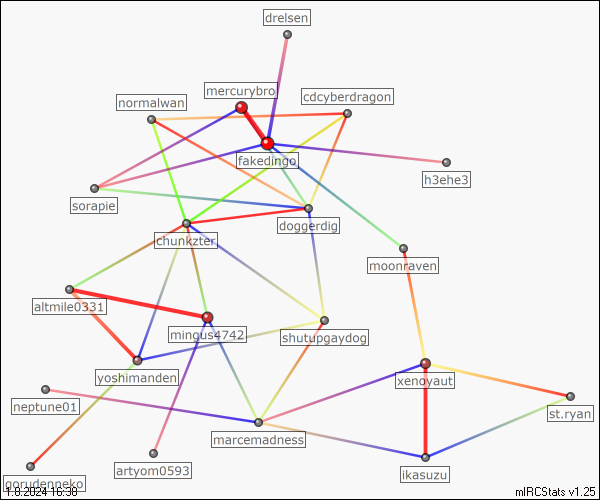 drelsen
mercurybro
cdcyberdragon
normalwan
fakedingo
h3ehe3
sorapie
doggerdig
chunkzter
moonraven
altmile0331
mingus4742
shutupgaydog
yoshimanden
xenoyaut
neptune01
st.ryan
marcemadness
artyom0593
ikasuzu
gorudenneko
1.8.2024 16:38
mIRCStats v1.25